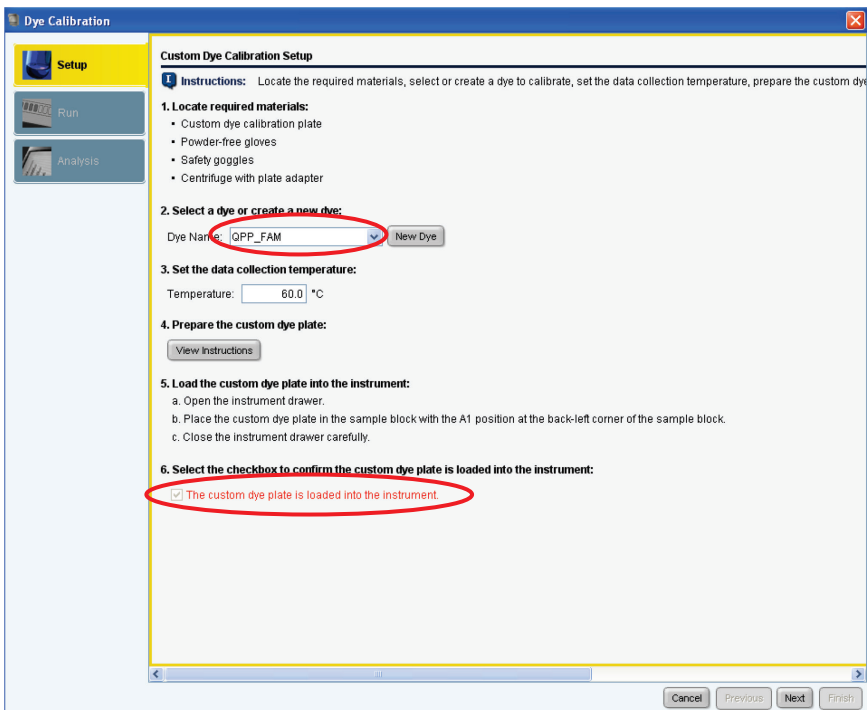 Dye Calibration
Setup
Run
Analysis
Custom Dye Calibration Setup
Instructions: Locate the required materials, select or create a dye to calibrate, set the data collection temperature, prepare the custom dye
1. Locate required materials:
• Custom dye calibration plate
• Powder-free gloves
• Safety goggles
• Centrifuge with plate adapter
2. Select a dye or create a new dye:
Dye Name: QPP_FAM New Dye
3. Set the data collection temperature:
Temperature: 60.0 °C
4. Prepare the custom dye plate:
View Instructions
5. Load the custom dye plate into the instrument:
a. Open the instrument drawer.
b. Place the custom dye plate in the sample block with the A1 position at the back-left corner of the sample block.
c. Close the instrument drawer carefully.
6. Select the checkbox to confirm the custom dye plate is loaded into the instrument:
The custom dye plate is loaded into the instrument.
Cancel Previous Next Finish